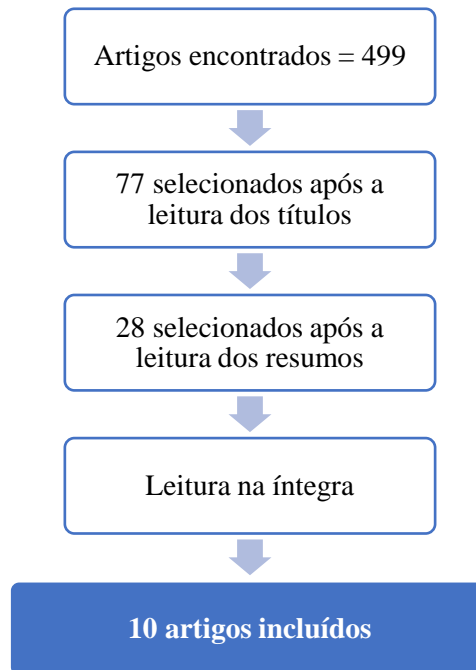 Artigos encontrados = 499
77 selecionados após a
leitura dos títulos
28 selecionados após a
leitura dos resumos
Leitura na íntegra
10 artigos incluídos